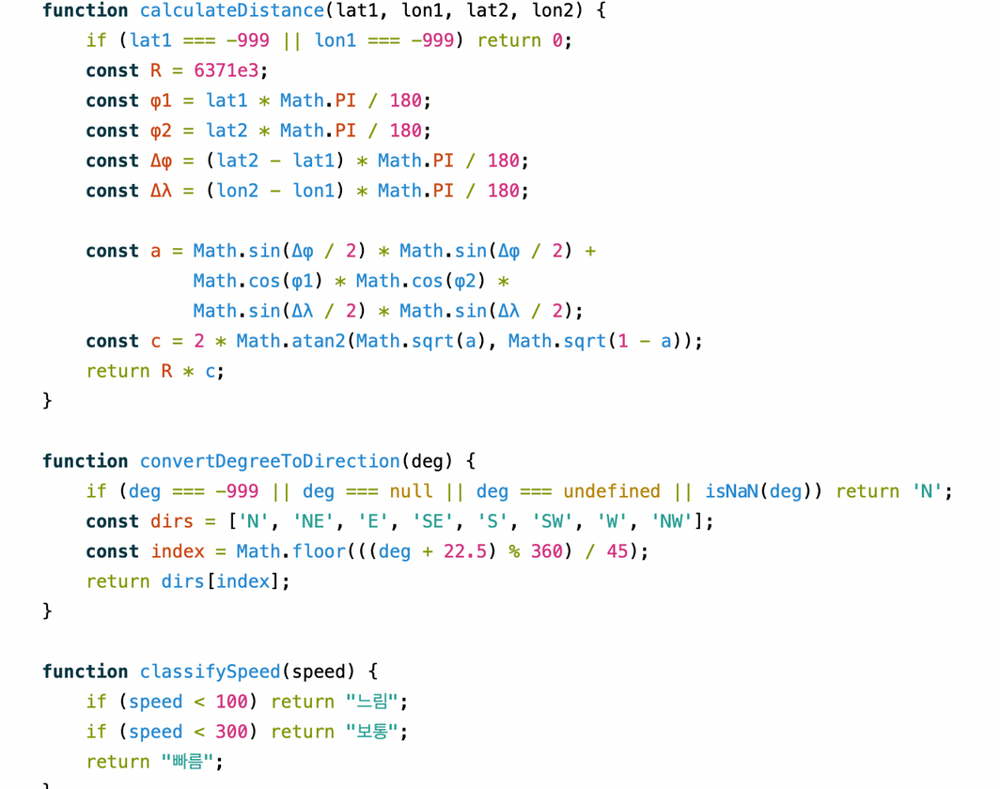 function calculateDistance(lat1, lon1, lat2, lon2) {
    if (lat1 === -999 || lon1 === -999) return 0;
    const R = 6371e3;
    const φ1 = lat1 * Math.PI / 180;
    const φ2 = lat2 * Math.PI / 180;
    const Δφ = (lat2 - lat1) * Math.PI / 180;
    const Δλ = (lon2 - lon1) * Math.PI / 180;

    const a = Math.sin(Δφ / 2) * Math.sin(Δφ / 2) +
              Math.cos(φ1) * Math.cos(φ2) *
              Math.sin(Δλ / 2) * Math.sin(Δλ / 2);
    const c = 2 * Math.atan2(Math.sqrt(a), Math.sqrt(1 - a));
    return R * c;
}

function convertDegreeToDirection(deg) {
    if (deg === -999 || deg === null || deg === undefined || isNaN(deg)) return 'N';
    const dirs = ['N', 'NE', 'E', 'SE', 'S', 'SW', 'W', 'NW'];
    const index = Math.floor(((deg + 22.5) % 360) / 45);
    return dirs[index];
}

function classifySpeed(speed) {
    if (speed < 100) return "느림";
    if (speed < 300) return "보통";
    return "빠름";
}